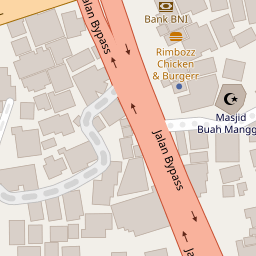 Bank BNI
Jalan Bypass
Rimbozz
Chicken
& Burgerr
Masjid
Buah Mangg
Jalan Bypass
Ja